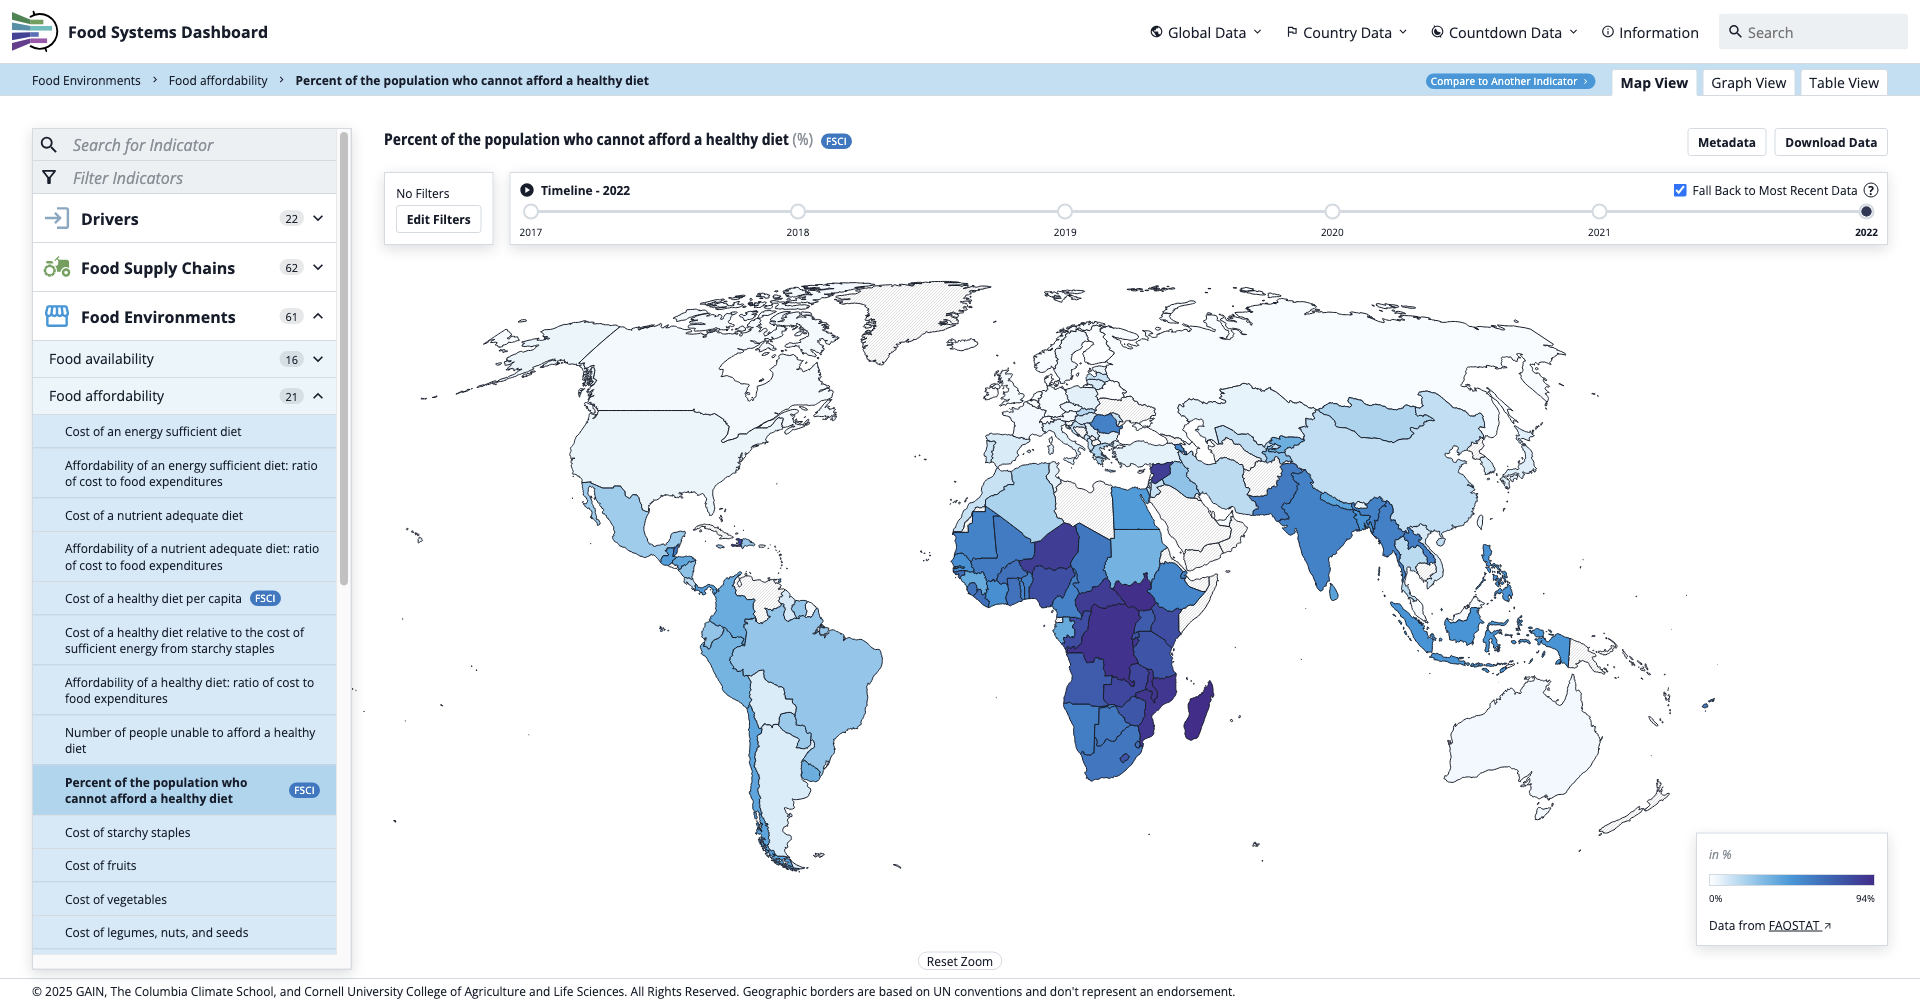 Food Systems Dashboard
Global Data
Country Data
Countdown Data
Information
Search
Food Environments > Food affordability > Percent of the population who cannot afford a healthy diet
Compare to Another Indicator >
Map View
Graph View
Table View
Search for Indicator
Filter Indicators
Drivers 22
Food Supply Chains 62
Food Environments 61
Food availability 16
Food affordability 21
Cost of an energy sufficient diet
Affordability of an energy sufficient diet: ratio
of cost to food expenditures
Cost of a nutrient adequate diet
Affordability of a nutrient adequate diet: ratio
of cost to food expenditures
Cost of a healthy diet per capita FSCI
Cost of a healthy diet relative to the cost of
sufficient energy from starchy staples
Affordability of a healthy diet: ratio of cost to
food expenditures
Number of people unable to afford a healthy
diet
Percent of the population who
cannot afford a healthy diet FSCI
Cost of starchy staples
Cost of fruits
Cost of vegetables
Cost of legumes, nuts, and seeds
Percent of the population who cannot afford a healthy diet (%) FSCI
Metadata
Download Data
No Filters
Edit Filters
Timeline - 2022
Fall Back to Most Recent Data ?
2017 2018 2019 2020 2021 2022
in %
0% 94%
Data from FAOSTAT
Reset Zoom
© 2025 GAIN, The Columbia Climate School, and Cornell University College of Agriculture and Life Sciences. All Rights Reserved. Geographic borders are based on UN conventions and don't represent an endorsement.